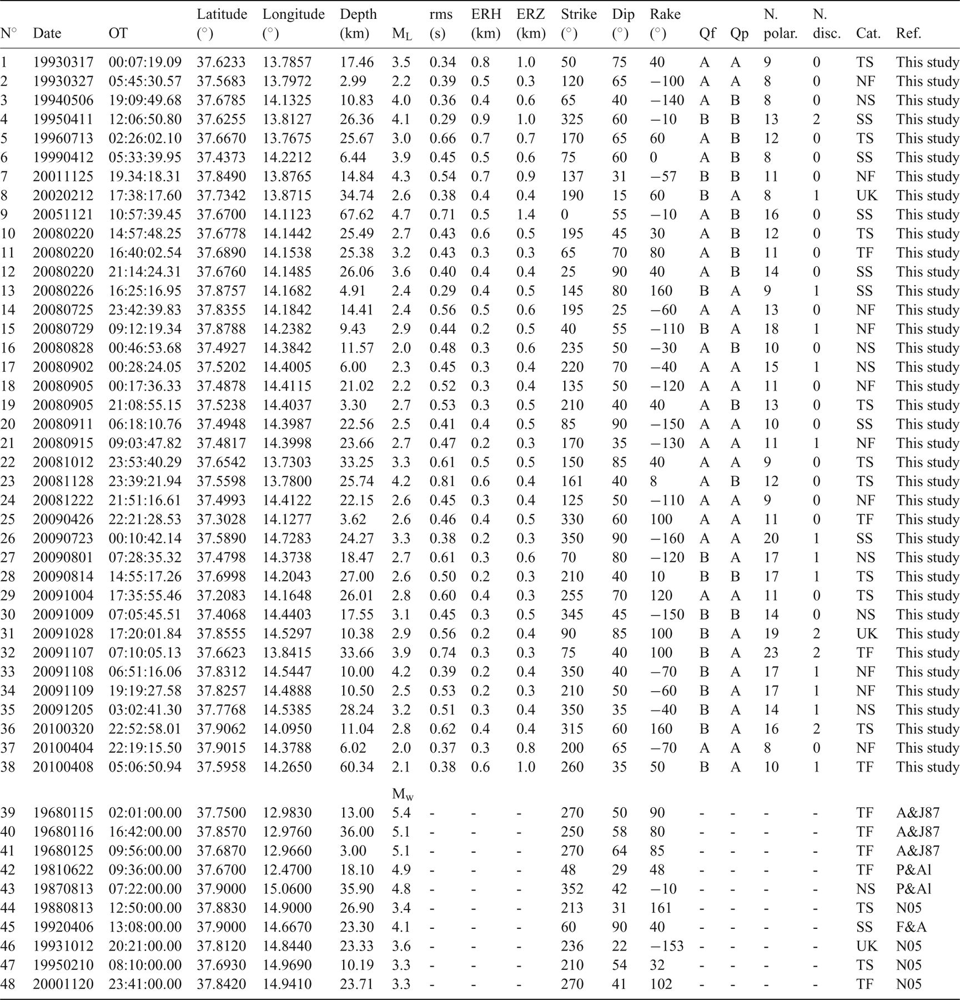 Latitude Longitude Depth rms ERH ERZ Strike Dip Rake N. N.
N° Date OT (°) (°) (km) M_L (s) (km) (km) (°) (°) (°) Qf Qp polar. disc. Cat. Ref.
1 19930317 00:07:19.09 37.6233 13.7857 17.46 3.5 0.34 0.8 1.0 50 75 40 A A 9 0 TS This study
2 19930327 05:45:30.57 37.5683 13.7972 2.99 2.2 0.39 0.5 0.3 120 65 −100 A A 8 0 NF This study
3 19940506 19:09:49.68 37.6785 14.1325 10.83 4.0 0.36 0.4 0.6 65 40 −140 A B 8 0 NS This study
4 19950411 12:06:50.80 37.6255 13.8127 26.36 4.1 0.29 0.9 1.0 325 60 −10 B B 13 2 SS This study
5 19960713 02:26:02.10 37.6670 13.7675 25.67 3.0 0.66 0.7 0.7 170 65 60 A B 12 0 TS This study
6 19990412 05:33:39.95 37.4373 14.2212 6.44 3.9 0.45 0.5 0.6 75 60 0 A B 8 0 SS This study
7 20011125 19.34:18.31 37.8490 13.8765 14.84 4.3 0.54 0.7 0.9 137 31 −57 B B 11 0 NF This study
8 20020212 17:38:17.60 37.7342 13.8715 34.74 2.6 0.38 0.4 0.4 190 15 60 B A 8 1 UK This study
9 20051121 10:57:39.45 37.6700 14.1123 67.62 4.7 0.71 0.5 1.4 0 55 −10 A B 16 0 SS This study
10 20080220 14:57:48.25 37.6778 14.1442 25.49 2.7 0.43 0.6 0.5 195 45 30 A B 12 0 TS This study
11 20080220 16:40:02.54 37.6890 14.1538 25.38 3.2 0.43 0.3 0.3 65 70 80 A B 11 0 TF This study
12 20080220 21:14:24.31 37.6760 14.1485 26.06 3.6 0.40 0.4 0.4 25 90 40 A B 14 0 SS This study
13 20080226 16:25:16.95 37.8757 14.1682 4.91 2.4 0.29 0.4 0.5 145 80 160 B A 9 1 SS This study
14 20080725 23:42:39.83 37.8355 14.1842 14.41 2.4 0.56 0.5 0.6 195 25 −60 A A 13 0 NF This study
15 20080729 09:12:19.34 37.8788 14.2382 9.43 2.9 0.44 0.2 0.5 40 55 −110 B A 18 1 NF This study
16 20080828 00:46:53.68 37.4927 14.3842 11.57 2.0 0.48 0.3 0.6 235 50 −30 A B 10 0 NS This study
17 20080902 00:28:24.05 37.5202 14.4005 6.00 2.3 0.45 0.3 0.4 220 70 −40 A A 15 1 NS This study
18 20080905 00:17:36.33 37.4878 14.4115 21.02 2.2 0.52 0.3 0.4 135 50 −120 A A 11 0 NF This study
19 20080905 21:08:55.15 37.5238 14.4037 3.30 2.7 0.53 0.3 0.5 210 40 40 A B 13 0 TS This study
20 20080911 06:18:10.76 37.4948 14.3987 22.56 2.5 0.41 0.4 0.5 85 90 −150 A A 10 0 SS This study
21 20080915 09:03:47.82 37.4817 14.3998 23.66 2.7 0.47 0.2 0.3 170 35 −130 A A 11 1 NF This study
22 20081012 23:53:40.29 37.6542 13.7303 33.25 3.3 0.61 0.5 0.5 150 85 40 A A 9 0 TS This study
23 20081128 23:39:21.94 37.5598 13.7800 25.74 4.2 0.81 0.6 0.4 161 40 8 A B 12 0 TS This study
24 20081222 21:51:16.61 37.4993 14.4122 22.15 2.6 0.45 0.3 0.4 125 50 −110 A A 9 0 NF This study
25 20090426 22:21:28.53 37.3028 14.1277 3.62 2.6 0.46 0.4 0.5 330 60 100 A A 11 0 TF This study
26 20090723 00:10:42.14 37.5890 14.7283 24.27 3.3 0.38 0.2 0.3 350 90 −160 A A 20 1 SS This study
27 20090801 07:28:35.32 37.4798 14.3738 18.47 2.7 0.61 0.3 0.6 70 80 −120 B A 17 1 NS This study
28 20090814 14:55:17.26 37.6998 14.2043 27.00 2.6 0.50 0.2 0.3 210 40 10 B B 17 1 TS This study
29 20091004 17:35:55.46 37.2083 14.1648 26.01 2.8 0.60 0.4 0.3 255 70 120 A A 11 0 TS This study
30 20091009 07:05:45.51 37.4068 14.4403 17.55 3.1 0.45 0.3 0.5 345 45 −150 B B 14 0 NS This study
31 20091028 17:20:01.84 37.8555 14.5297 10.38 2.9 0.56 0.2 0.4 90 85 100 B A 19 2 UK This study
32 20091107 07:10:05.13 37.6623 13.8415 33.66 3.9 0.74 0.3 0.3 75 40 100 B A 23 2 TF This study
33 20091108 06:51:16.06 37.8312 14.5447 10.00 4.2 0.39 0.2 0.4 350 40 −70 B A 17 1 NF This study
34 20091109 19:19:27.58 37.8257 14.4888 10.50 2.5 0.53 0.2 0.3 210 50 −60 B A 17 1 NF This study
35 20091205 03:02:41.30 37.7768 14.5385 28.24 3.2 0.51 0.3 0.4 350 35 −40 B A 14 1 NS This study
36 20100320 22:52:58.01 37.9062 14.0950 11.04 2.8 0.62 0.4 0.4 315 60 160 B A 16 2 TS This study
37 20100404 22:19:15.50 37.9015 14.3788 6.02 2.0 0.37 0.3 0.8 200 65 −70 A A 8 0 NF This study
38 20100408 05:06:50.94 37.5958 14.2650 60.34 2.1 0.38 0.6 1.0 260 35 50 B A 10 1 TF This study
M_w
39 19680115 02:01:00.00 37.7500 12.9830 13.00 5.4 - - - 270 50 90 - - - - TF A&J87
40 19680116 16:42:00.00 37.8570 12.9760 36.00 5.1 - - - 250 58 80 - - - - TF A&J87
41 19680125 09:56:00.00 37.6870 12.9660 3.00 5.1 - - - 270 64 85 - - - - TF A&J87
42 19810622 09:36:00.00 37.6700 12.4700 18.10 4.9 - - - 48 29 48 - - - - TF P&Al
43 19870813 07:22:00.00 37.9000 15.0600 35.90 4.8 - - - 352 42 −10 - - - - NS P&Al
44 19880813 12:50:00.00 37.8830 14.9000 26.90 3.4 - - - 213 31 161 - - - - TS N05
45 19920406 13:08:00.00 37.9000 14.6670 23.30 4.1 - - - 60 90 40 - - - - SS F&A
46 19931012 20:21:00.00 37.8120 14.8440 23.33 3.6 - - - 236 22 −153 - - - - UK N05
47 19950210 08:10:00.00 37.6930 14.9690 10.19 3.3 - - - 210 54 32 - - - - TS N05
48 20001120 23:41:00.00 37.8420 14.9410 23.71 3.3 - - - 270 41 102 - - - - TF N05